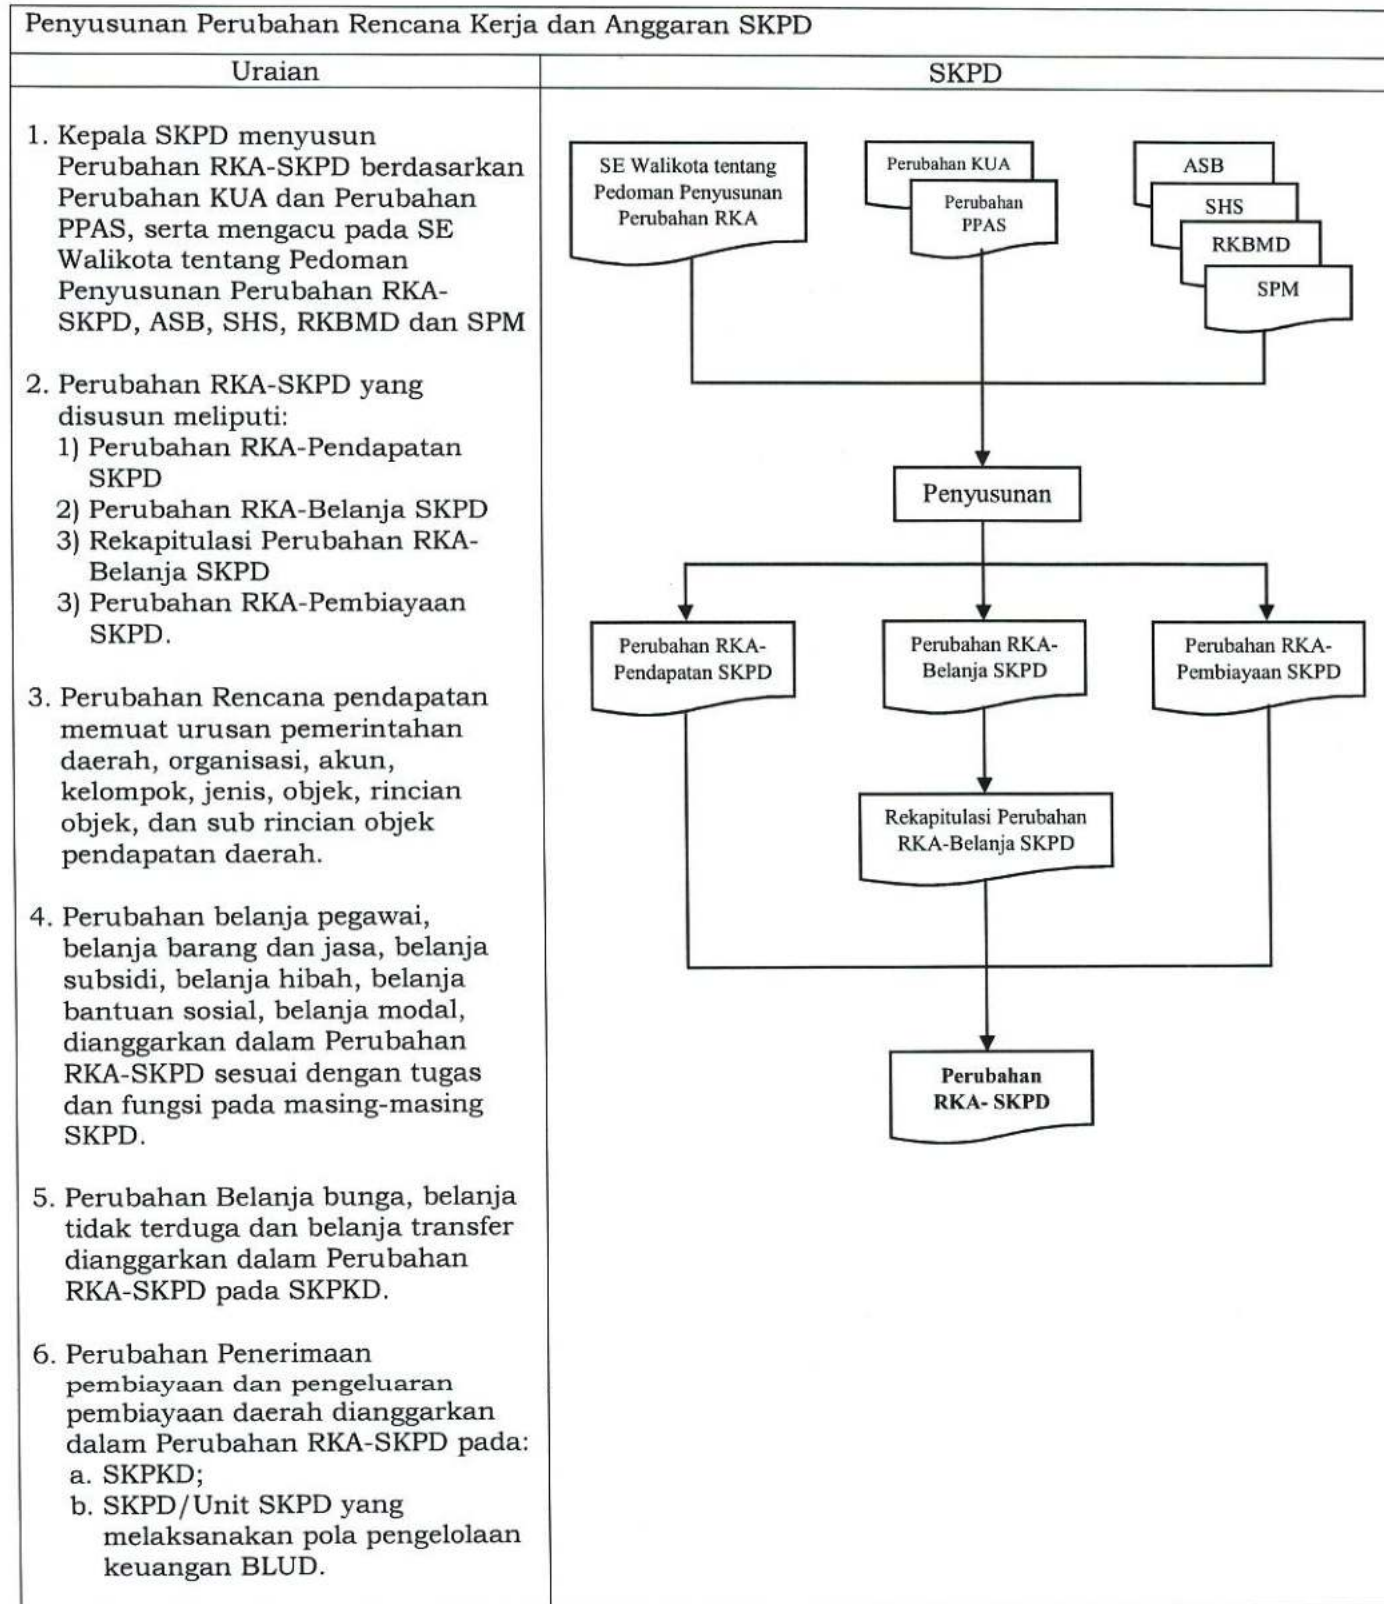 Penyusunan Perubahan Rencana Kerja dan Anggaran SKPD
Uraian
SKPD
1. Kepala SKPD menyusun
Perubahan RKA-SKPD berdasarkan
Perubahan KUA dan Perubahan
PPAS, serta mengacu pada SE
Walikota tentang Pedoman
Penyusunan Perubahan RKA-
SKPD, ASB, SHS, RKBMD dan SPM
2. Perubahan RKA-SKPD yang
disusun meliputi:
1) Perubahan RKA-Pendapatan
SKPD
2) Perubahan RKA-Belanja SKPD
3) Rekapitulasi Perubahan RKA-
Belanja SKPD
3) Perubahan RKA-Pembiayaan
SKPD.
3. Perubahan Rencana pendapatan
memuat urusan pemerintahan
daerah, organisasi, akun,
kelompok, jenis, objek, rincian
objek, dan sub rincian objek
pendapatan daerah.
4. Perubahan belanja pegawai,
belanja barang dan jasa, belanja
subsidi, belanja hibah, belanja
bantuan sosial, belanja modal,
dianggarkan dalam Perubahan
RKA-SKPD sesuai dengan tugas
dan fungsi pada masing-masing
SKPD.
5. Perubahan Belanja bunga, belanja
tidak terduga dan belanja transfer
dianggarkan dalam Perubahan
RKA-SKPD pada SKPKD.
6. Perubahan Penerimaan
pembiayaan dan pengeluaran
pembiayaan daerah dianggarkan
dalam Perubahan RKA-SKPD pada:
a. SKPKD;
b. SKPD/Unit SKPD yang
melaksanakan pola pengelolaan
keuangan BLUD.
SE Walikota tentang
Pedoman Penyusunan
Perubahan RKA
Perubahan KUA
Perubahan
PPAS
ASB
SHS
RKBMD
SPM
Penyusunan
Perubahan RKA-
Pendapatan SKPD
Perubahan RKA-
Belanja SKPD
Perubahan RKA-
Pembiayaan SKPD
Rekapitulasi Perubahan
RKA-Belanja SKPD
Perubahan
RKA- SKPD